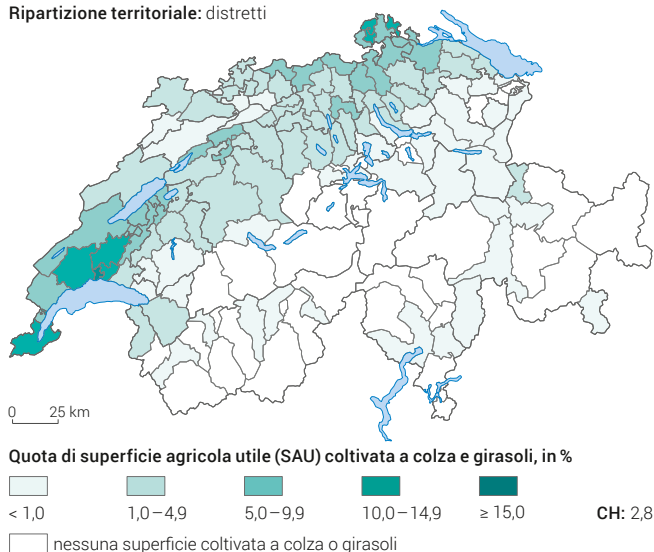 Ripartizione territoriale: distretti
0 25 km
Quota di superficie agricola utile (SAU) coltivata a colza e girasoli, in %
< 1,0 1,0–4,9 5,0–9,9 10,0–14,9 ≥ 15,0 CH: 2,8
nessuna superficie coltivata a colza o girasoli